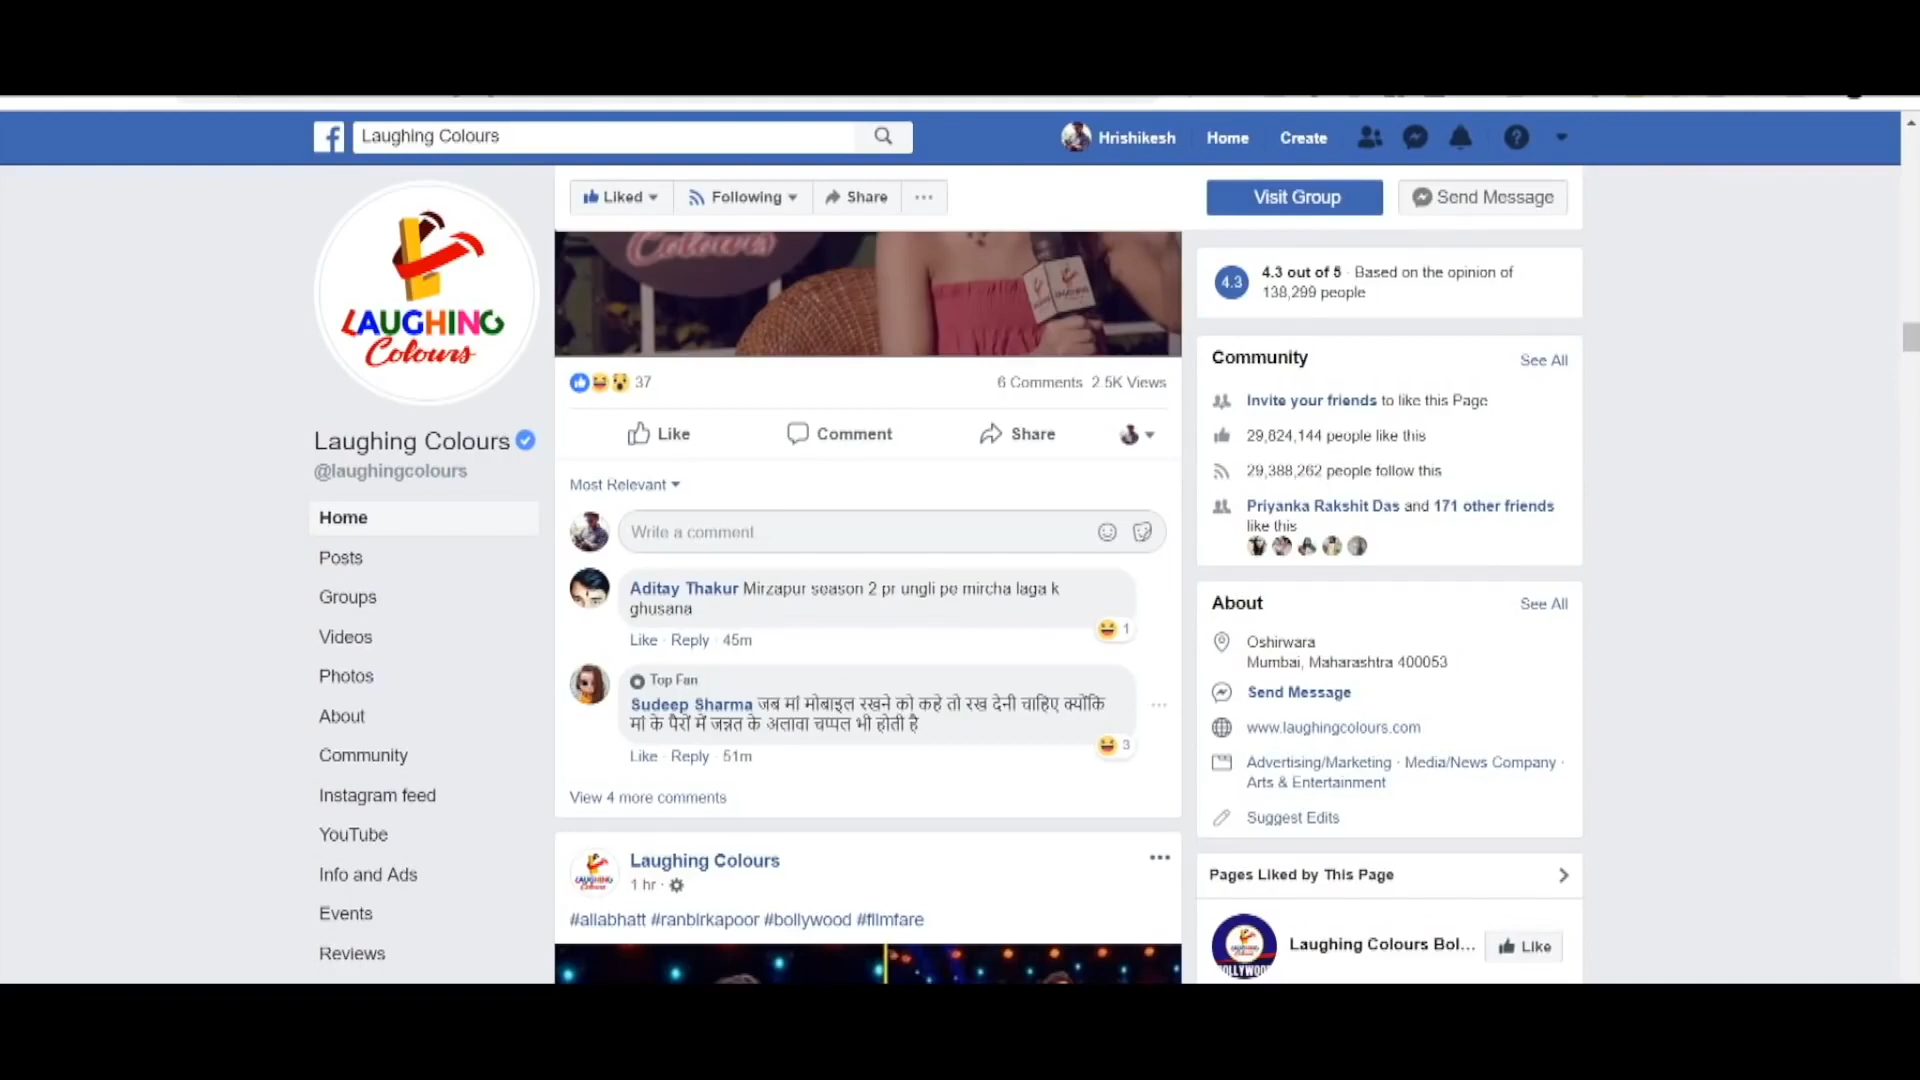 Laughing Colours
Hrishikesh
Home
Create
Liked
Following
Share
Visit Group
Send Message
LAUGHING
Colours
Laughing Colours
@laughingcolours
Home
Posts
Groups
Videos
Photos
About
Community
Instagram feed
YouTube
Info and Ads
Events
Reviews
Colours
37
6 Comments 2.5K Views
Like
Comment
Share
Most Relevant
Write a comment
Aditay Thakur Mirzapur season 2 pr ungli pe mircha laga k
ghusana
1
Like · Reply · 45m
Top Fan
Sudeep Sharma जब मां मोबाइल रखने को कहे तो रख देनी चाहिए क्योंकि
मां के पैरों में जन्नत के अलावा चप्पल भी होती है
3
Like · Reply · 51m
View 4 more comments
Laughing Colours
1 hr ·
#aliabhatt #ranbirkapoor #bollywood #filmfare
4.3
4.3 out of 5 · Based on the opinion of
138,299 people
Community
See All
Invite your friends to like this Page
29,824,144 people like this
29,388,262 people follow this
Priyanka Rakshit Das and 171 other friends
like this
About
See All
Oshirwara
Mumbai, Maharashtra 400053
Send Message
www.laughingcolours.com
Advertising/Marketing · Media/News Company ·
Arts & Entertainment
Suggest Edits
Pages Liked by This Page
Laughing Colours Bol...
Like